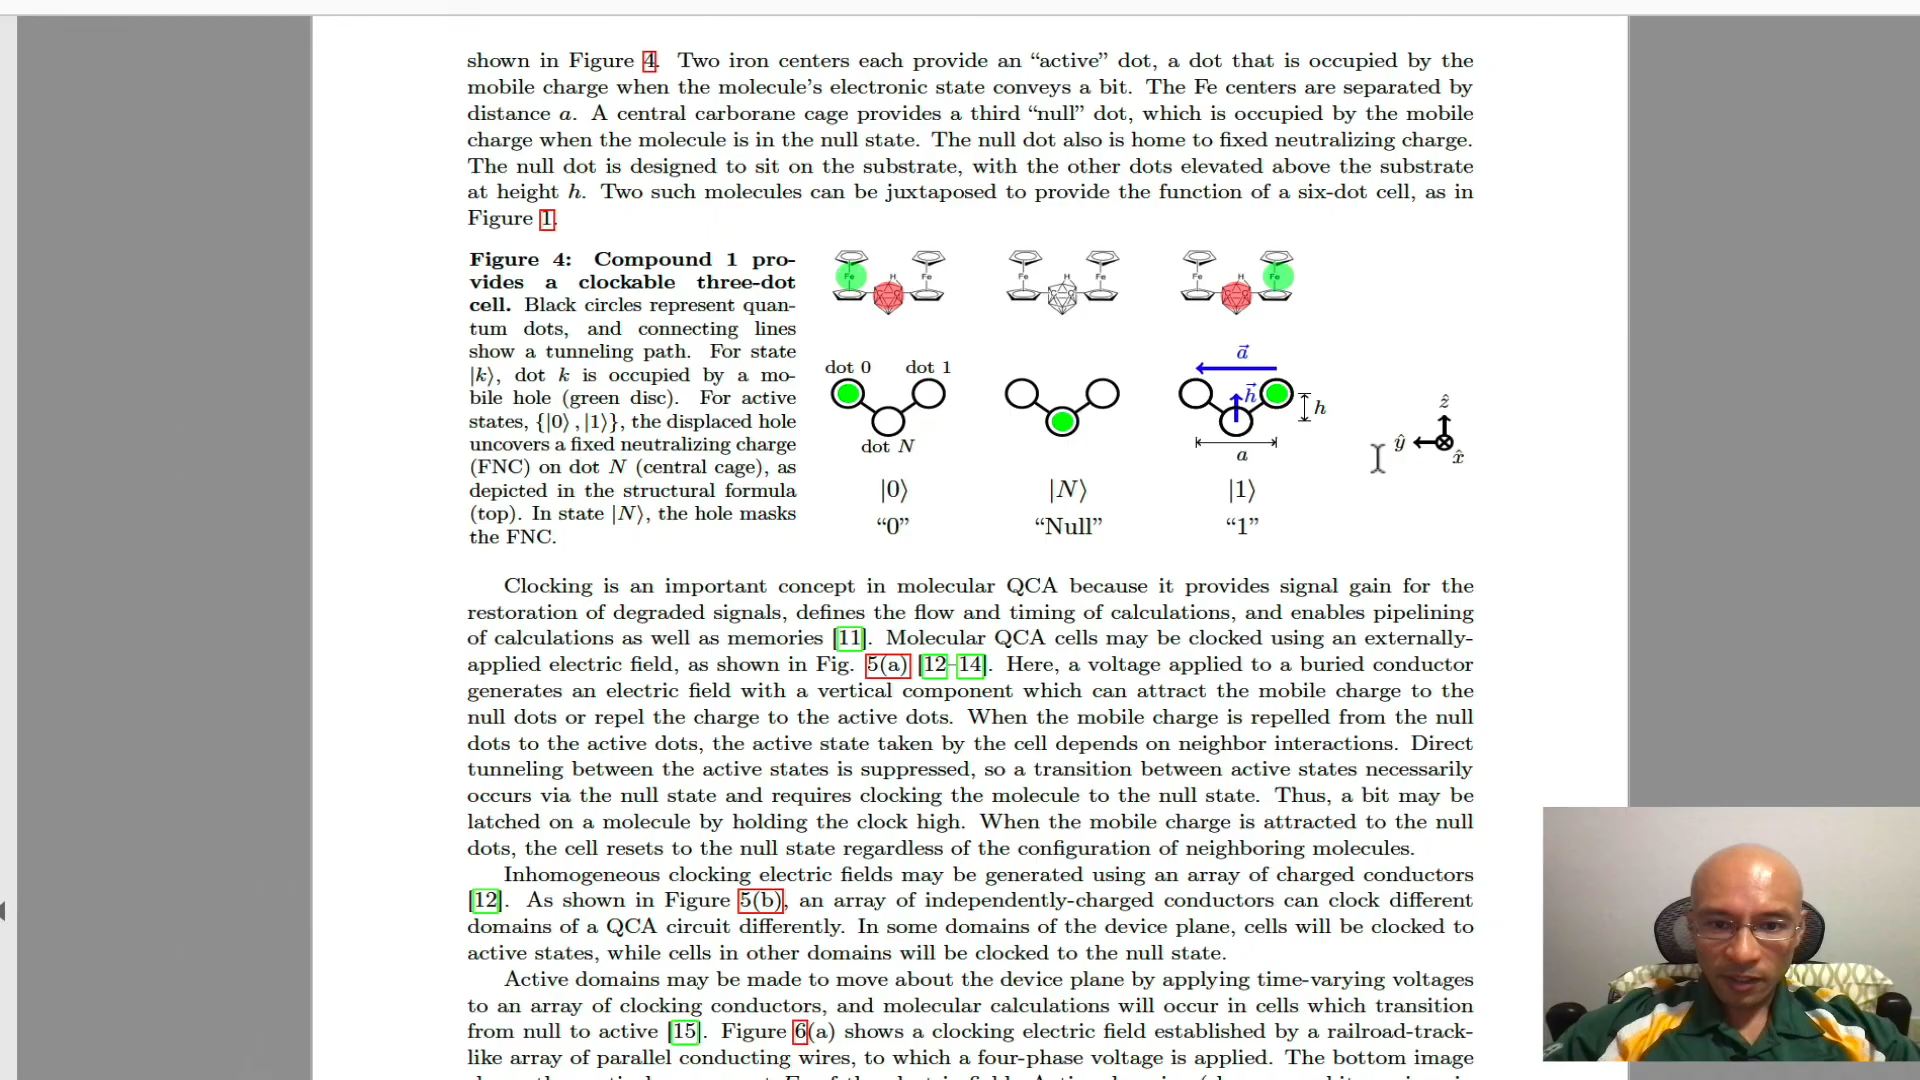 shown in Figure 4. Two iron centers each provide an “active” dot, a dot that is occupied by the
mobile charge when the molecule’s electronic state conveys a bit. The Fe centers are separated by
distance a. A central carborane cage provides a third “null” dot, which is occupied by the mobile
charge when the molecule is in the null state. The null dot also is home to fixed neutralizing charge.
The null dot is designed to sit on the substrate, with the other dots elevated above the substrate
at height h. Two such molecules can be juxtaposed to provide the function of a six-dot cell, as in
Figure 1.
Figure 4: Compound 1 pro-
vides a clockable three-dot
cell. Black circles represent quan-
tum dots, and connecting lines
show a tunneling path. For state
|k⟩, dot k is occupied by a mo-
bile hole (green disc). For active
states, {|0⟩, |1⟩}, the displaced hole
uncovers a fixed neutralizing charge
(FNC) on dot N (central cage), as
depicted in the structural formula
(top). In state |N⟩, the hole masks
the FNC.
Fe Fe Fe Fe Fe Fe
H H H
dot 0 dot 1
dot N
a⃗
h⃗
h
a
ẑ
ŷ
x̂
|0⟩ |N⟩ |1⟩
“0” “Null” “1”
Clocking is an important concept in molecular QCA because it provides signal gain for the
restoration of degraded signals, defines the flow and timing of calculations, and enables pipelining
of calculations as well as memories [11]. Molecular QCA cells may be clocked using an externally-
applied electric field, as shown in Fig. 5(a) [12–14]. Here, a voltage applied to a buried conductor
generates an electric field with a vertical component which can attract the mobile charge to the
null dots or repel the charge to the active dots. When the mobile charge is repelled from the null
dots to the active dots, the active state taken by the cell depends on neighbor interactions. Direct
tunneling between the active states is suppressed, so a transition between active states necessarily
occurs via the null state and requires clocking the molecule to the null state. Thus, a bit may be
latched on a molecule by holding the clock high. When the mobile charge is attracted to the null
dots, the cell resets to the null state regardless of the configuration of neighboring molecules.
Inhomogeneous clocking electric fields may be generated using an array of charged conductors
[12]. As shown in Figure 5(b), an array of independently-charged conductors can clock different
domains of a QCA circuit differently. In some domains of the device plane, cells will be clocked to
active states, while cells in other domains will be clocked to the null state.
Active domains may be made to move about the device plane by applying time-varying voltages
to an array of clocking conductors, and molecular calculations will occur in cells which transition
from null to active [15]. Figure 6(a) shows a clocking electric field established by a railroad-track-
like array of parallel conducting wires, to which a four-phase voltage is applied. The bottom image